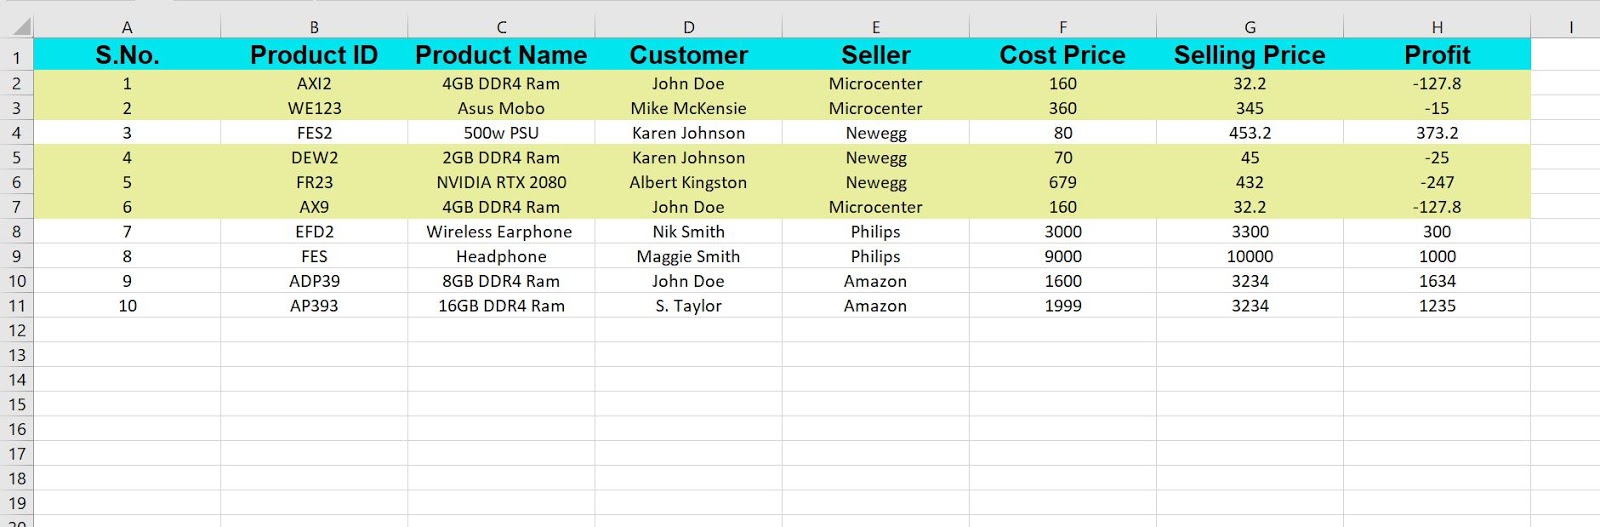 A B C D E F G H I
1 S.No. Product ID Product Name Customer Seller Cost Price Selling Price Profit
2 1 AXI2 4GB DDR4 Ram John Doe Microcenter 160 32.2 -127.8
3 2 WE123 Asus Mobo Mike McKensie Microcenter 360 345 -15
4 3 FES2 500w PSU Karen Johnson Newegg 80 453.2 373.2
5 4 DEW2 2GB DDR4 Ram Karen Johnson Newegg 70 45 -25
6 5 FR23 NVIDIA RTX 2080 Albert Kingston Newegg 679 432 -247
7 6 AX9 4GB DDR4 Ram John Doe Microcenter 160 32.2 -127.8
8 7 EFD2 Wireless Earphone Nik Smith Philips 3000 3300 300
9 8 FES Headphone Maggie Smith Philips 9000 10000 1000
10 9 ADP39 8GB DDR4 Ram John Doe Amazon 1600 3234 1634
11 10 AP393 16GB DDR4 Ram S. Taylor Amazon 1999 3234 1235
12
13
14
15
16
17
18
19
20